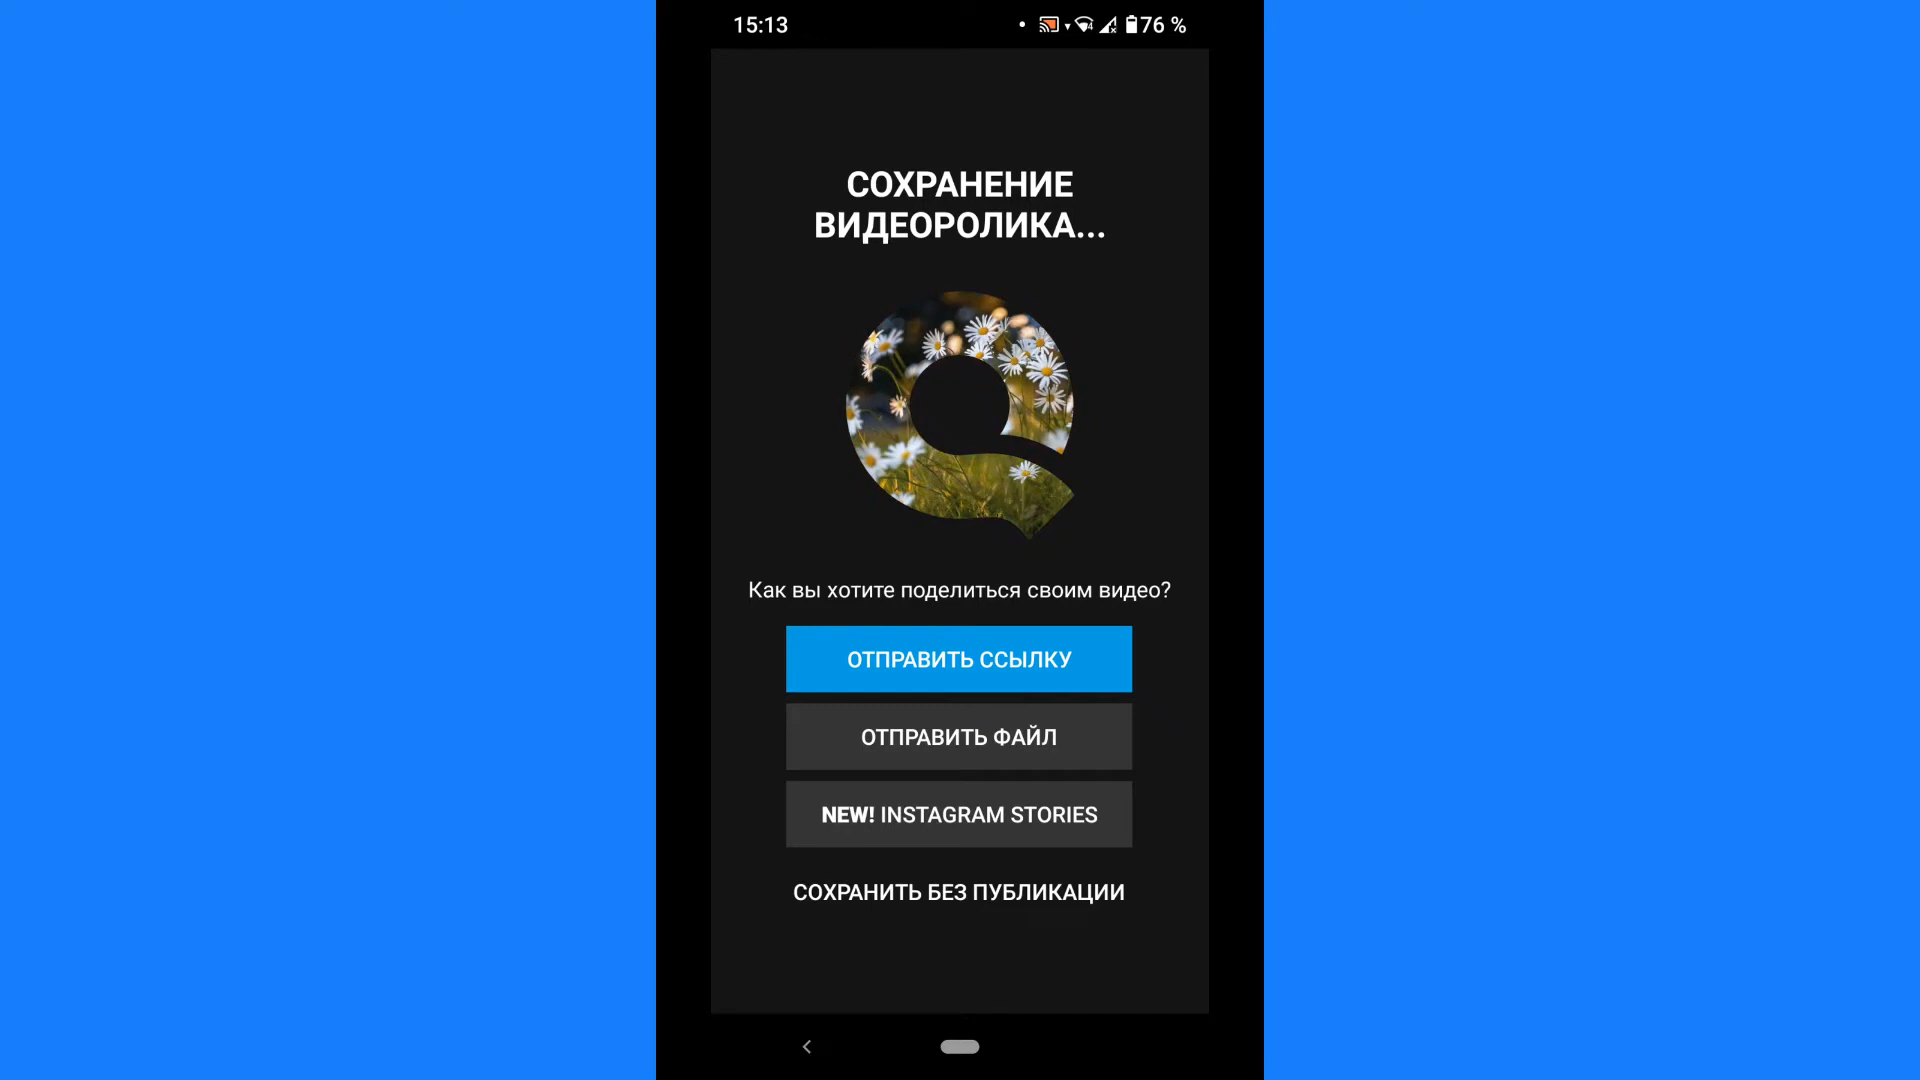 15:13
76 %
СОХРАНЕНИЕ
ВИДЕОРОЛИКА...
Как вы хотите поделиться своим видео?
ОТПРАВИТЬ ССЫЛКУ
ОТПРАВИТЬ ФАЙЛ
NEW! INSTAGRAM STORIES
СОХРАНИТЬ БЕЗ ПУБЛИКАЦИИ